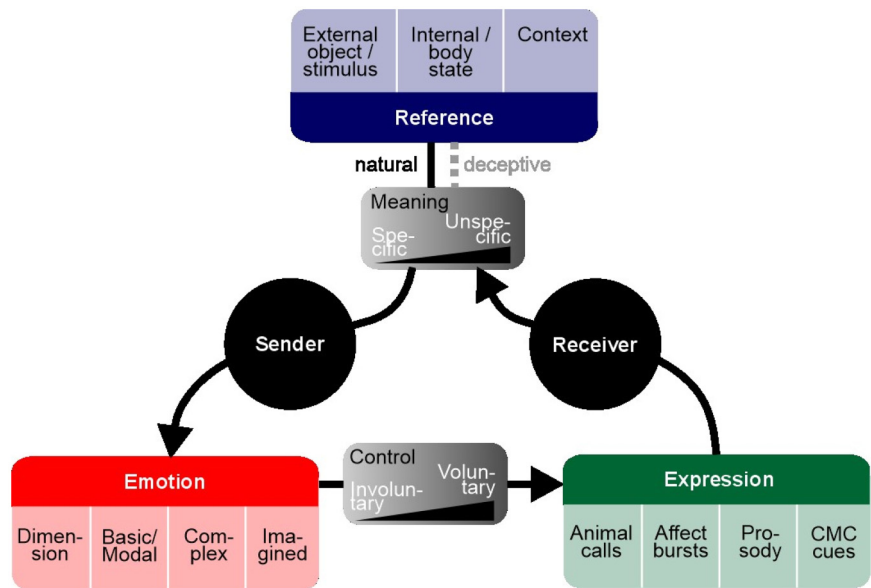 External object / stimulus
Internal / body state
Context
Reference
natural
deceptive
Meaning
Spe-
cific
Unspe-
cific
Sender
Receiver
Emotion
Control
Involun-
tary
Volun-
tary
Expression
Dimen-
sion
Basic/
Modal
Com-
plex
Ima-
gined
Animal
calls
Affect
bursts
Pro-
sody
CMC
cues